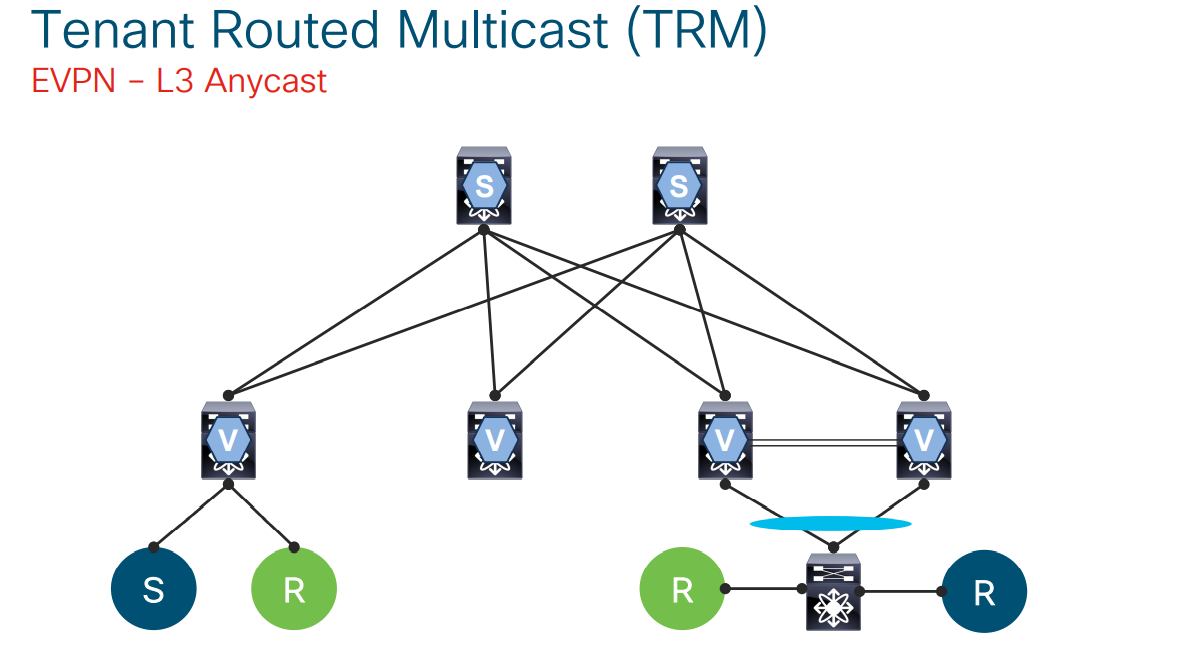 Tenant Routed Multicast (TRM)
EVPN – L3 Anycast
S
S
V
V
V
V
S
R
R
R